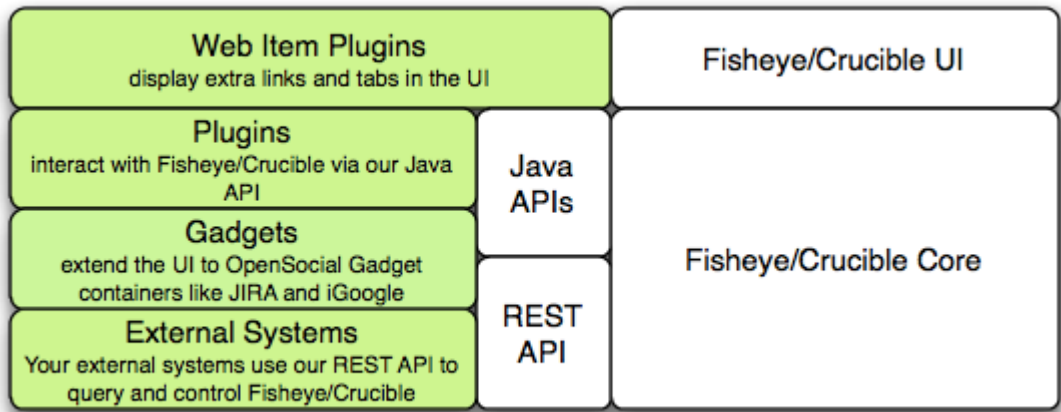 Web Item Plugins
display extra links and tabs in the UI
Fisheye/Crucible UI
Plugins
interact with Fisheye/Crucible via our Java
API
Java
APIs
Gadgets
extend the UI to OpenSocial Gadget
containers like JIRA and iGoogle
Fisheye/Crucible Core
External Systems
Your external systems use our REST API to
query and control Fisheye/Crucible
REST
API